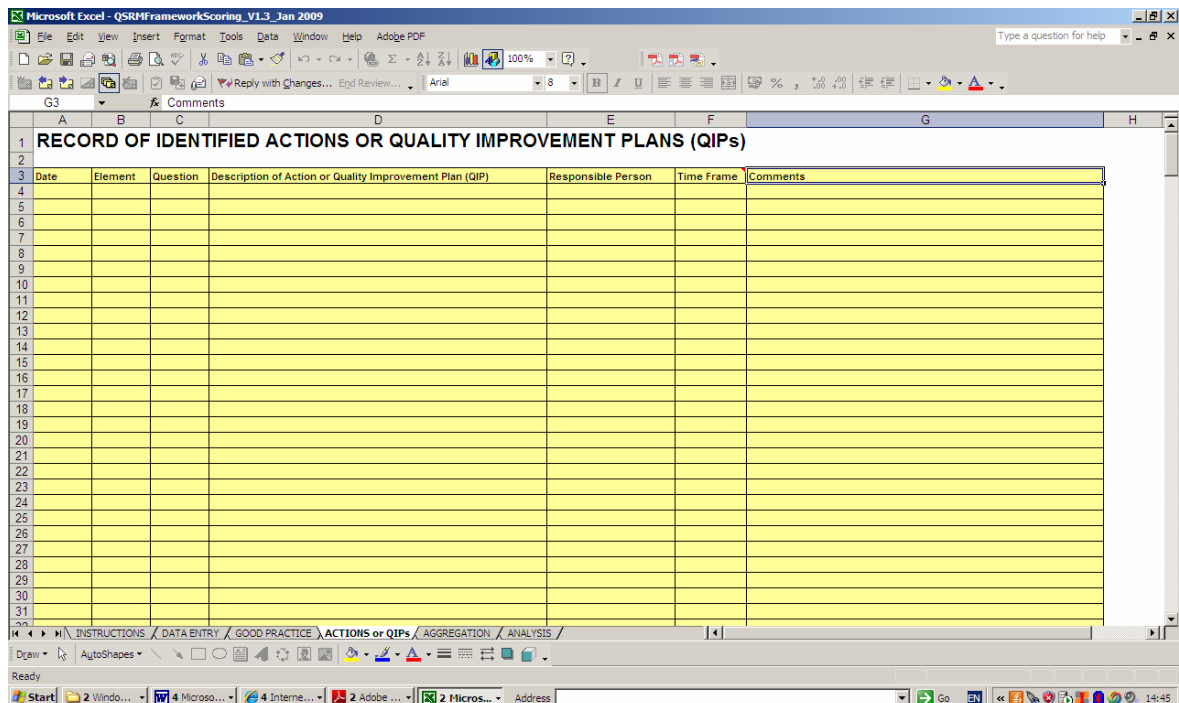 Microsoft Excel - QSRMFrameworkScoring_V1.3_Jan 2009
File Edit View Insert Format Tools Data Window Help Adobe PDF
Type a question for help
100%
Reply with Changes... End Review...
Arial
8
B I U
G3
fx Comments
A B C D E F G H
1 RECORD OF IDENTIFIED ACTIONS OR QUALITY IMPROVEMENT PLANS (QIPs)
2
3 Date Element Question Description of Action or Quality Improvement Plan (QIP) Responsible Person Time Frame Comments
4
5
6
7
8
9
10
11
12
13
14
15
16
17
18
19
20
21
22
23
24
25
26
27
28
29
30
31
INSTRUCTIONS / DATA ENTRY / GOOD PRACTICE \ ACTIONS or QIPs / AGGREGATION / ANALYSIS /
Draw AutoShapes
Ready
Start 2 Windo... 4 Microso... 4 Interne... 2 Adobe ... 2 Micros... Address Go EN 14:45